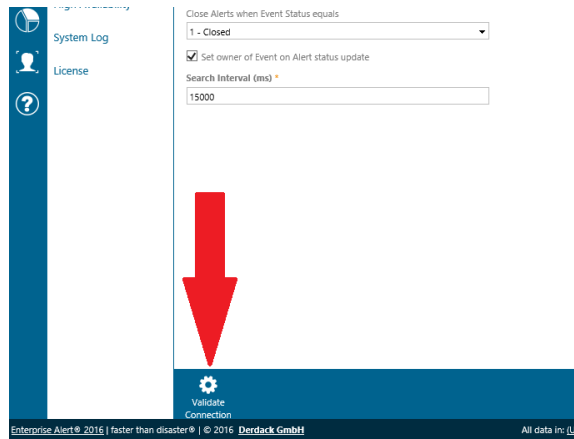 Close Alerts when Event Status equals
1 - Closed
System Log
Set owner of Event on Alert status update
License
Search Interval (ms) *
15000
Validate
Connection
Enterprise Alert® 2016 | faster than disaster® | © 2016 Derdack GmbH
All data in: